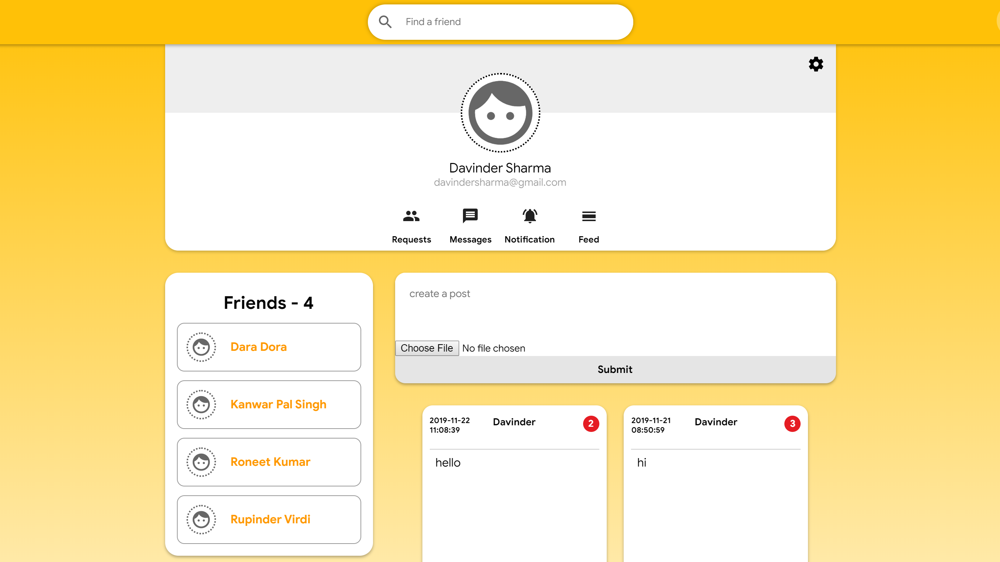 Find a friend
Davinder Sharma
davindersharma@gmail.com
Requests
Messages
Notification
Feed
Friends - 4
Dara Dora
Kanwar Pal Singh
Roneet Kumar
Rupinder Virdi
create a post
Choose File No file chosen
Submit
2019-11-22
11:08:39
Davinder
2
hello
2019-11-21
08:50:59
Davinder
3
hi